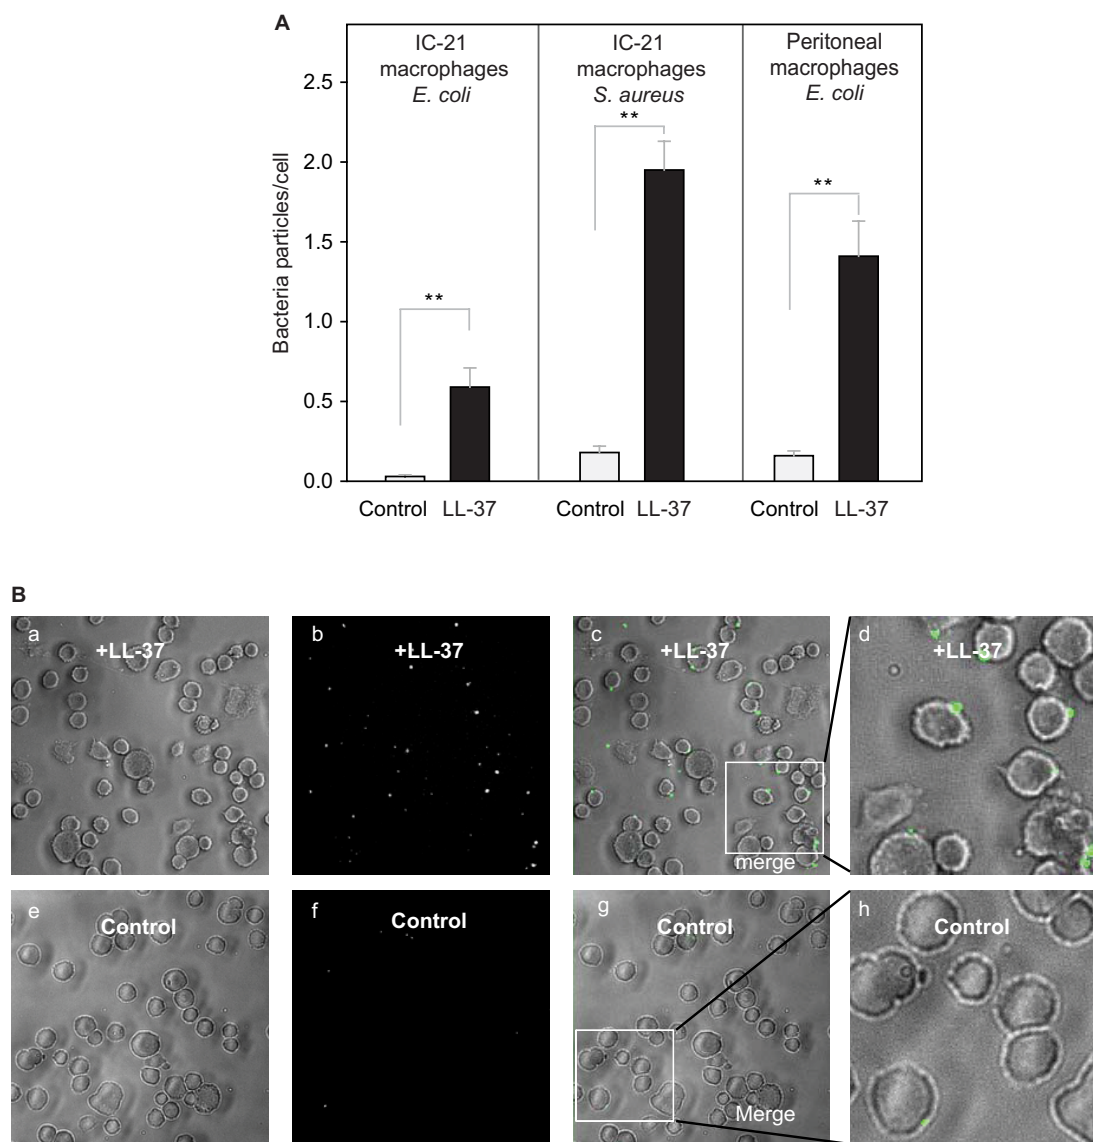 A
IC-21
macrophages
E. coli
IC-21
macrophages
S. aureus
Peritoneal
macrophages
E. coli
**
**
**
Bacteria particles/cell
2.5
2.0
1.5
1.0
0.5
0.0
Control LL-37
Control LL-37
Control LL-37
B
a
+LL-37
b
+LL-37
c
+LL-37
merge
d
+LL-37
e
Control
f
Control
g
Control
Merge
h
Control